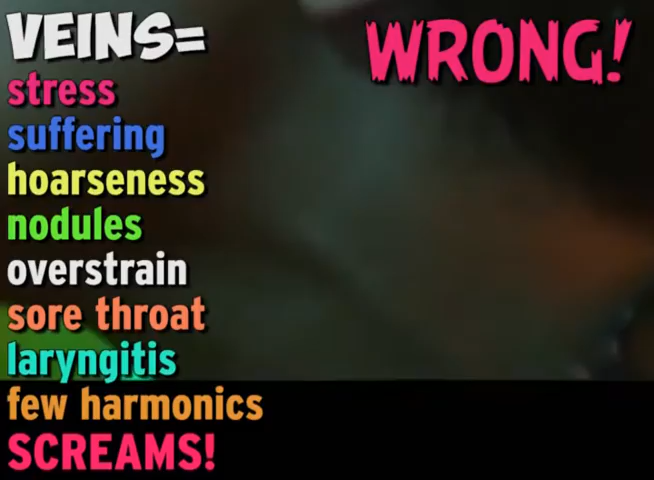 VEINS=
WRONG!
stress
suffering
hoarseness
nodules
overstrain
sore throat
laryngitis
few harmonics
SCREAMS!